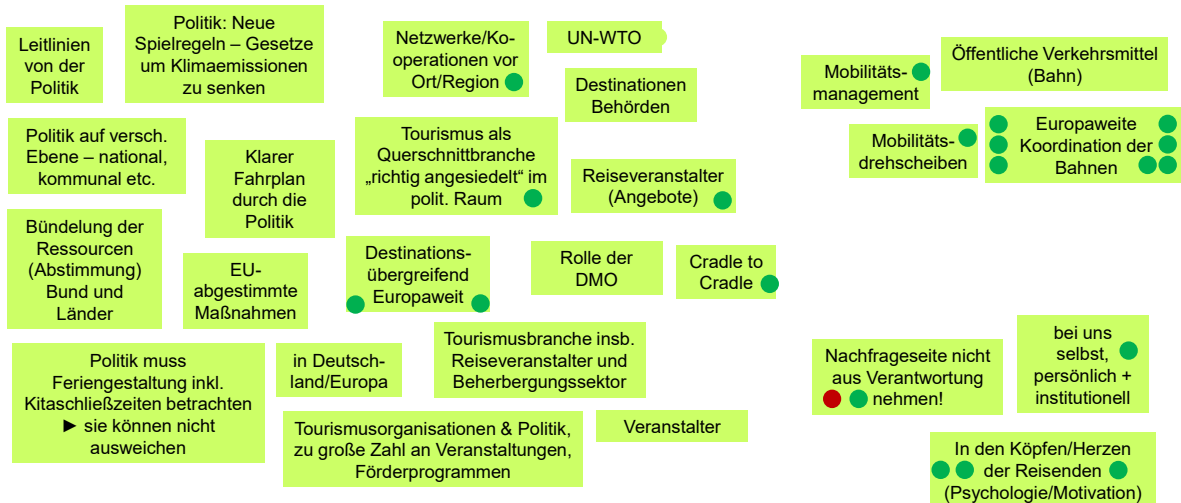 Leitlinien
von der
Politik
Politik: Neue
Spielregeln – Gesetze
um Klimaemissionen
zu senken
Netzwerke/Ko-
operationen vor
Ort/Region
UN-WTO
Destinationen
Behörden
Mobilitäts-
management
Öffentliche Verkehrsmittel
(Bahn)
Politik auf versch.
Ebene – national,
kommunal etc.
Klarer
Fahrplan
durch die
Politik
Tourismus als
Querschnittbranche
„richtig angesiedelt“ im
polit. Raum
Reiseveranstalter
(Angebote)
Mobilitäts-
drehscheiben
Europaweite
Koordination der
Bahnen
Bündelung der
Ressourcen
(Abstimmung)
Bund und
Länder
EU-
abgestimmte
Maßnahmen
Destinations-
übergreifend
Europaweit
Rolle der
DMO
Cradle to
Cradle
Politik muss
Feriengestaltung inkl.
Kitaschließzeiten betrachten
► sie können nicht
ausweichen
in Deutsch-
land/Europa
Tourismusbranche insb.
Reiseveranstalter und
Beherbergungssektor
Nachfrageseite nicht
aus Verantwortung
nehmen!
bei uns
selbst,
persönlich +
institutionell
Tourismusorganisationen & Politik,
zu große Zahl an Veranstaltungen,
Förderprogrammen
Veranstalter
In den Köpfen/Herzen
der Reisenden
(Psychologie/Motivation)